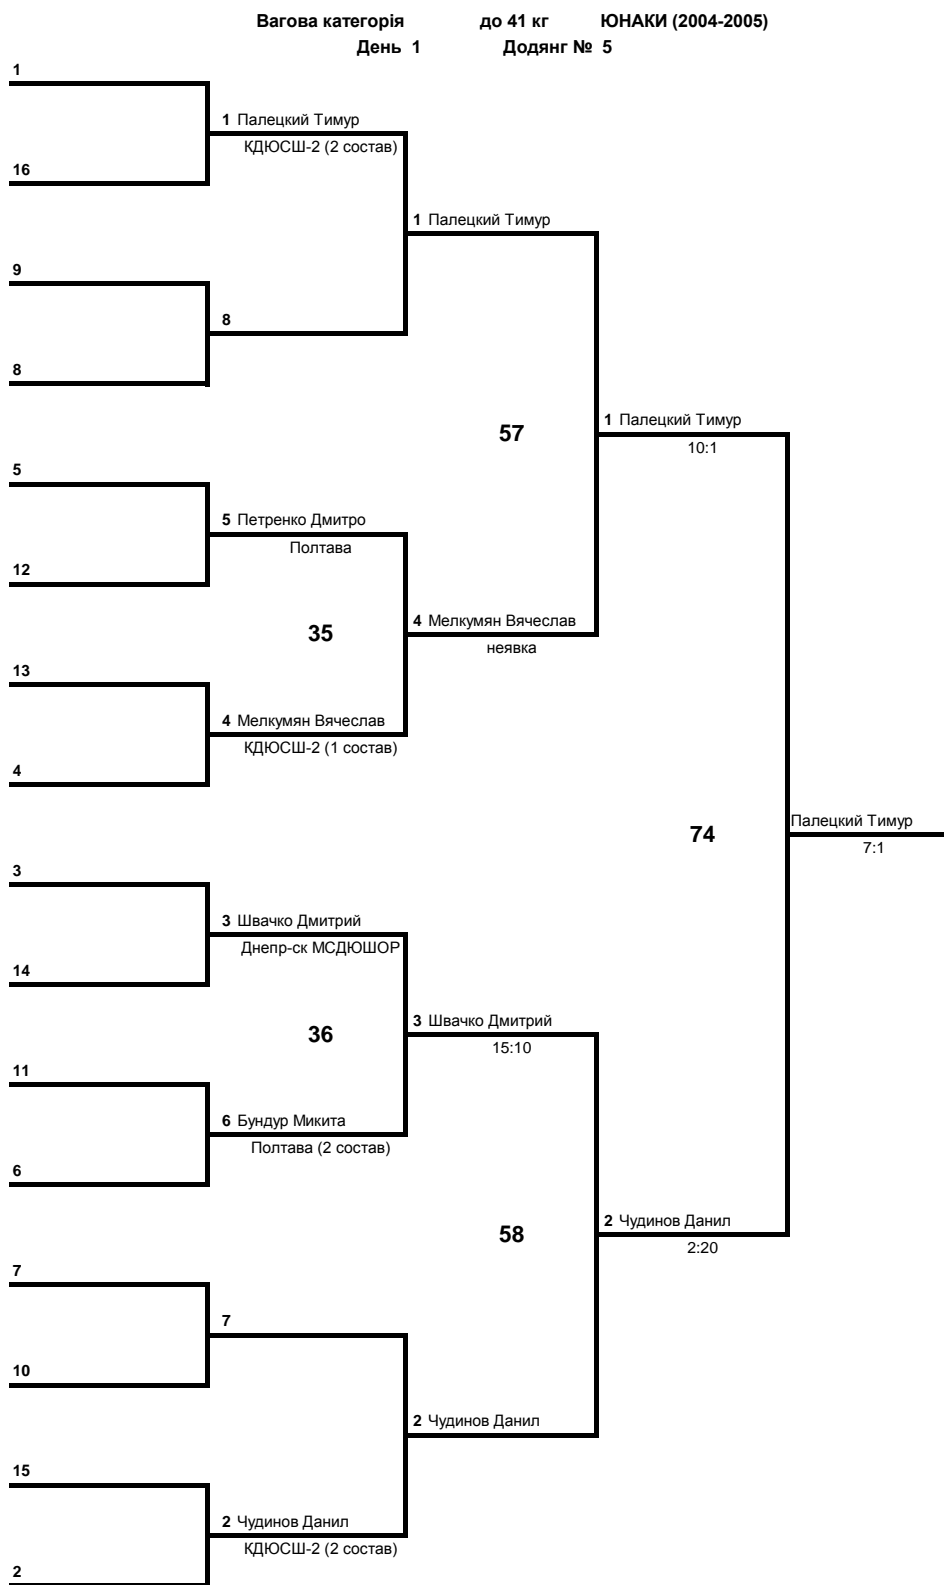 Вагова категорія до 41 кг ЮНАКИ (2004-2005)
День 1 Додянг № 5
1
1 Палецкий Тимур
КДЮСШ-2 (2 состав)
16
1 Палецкий Тимур
9
8
8
1 Палецкий Тимур
57
10:1
5
5 Петренко Дмитро
Полтава
12
4 Мелкумян Вячеслав
35
неявка
13
4 Мелкумян Вячеслав
КДЮСШ-2 (1 состав)
4
Палецкий Тимур
74
7:1
3
3 Швачко Дмитрий
Днепр-ск МСДЮШОР
14
3 Швачко Дмитрий
36
15:10
11
6 Бундур Микита
Полтава (2 состав)
6
2 Чудинов Данил
58
2:20
7
7
10
2 Чудинов Данил
15
2 Чудинов Данил
КДЮСШ-2 (2 состав)
2